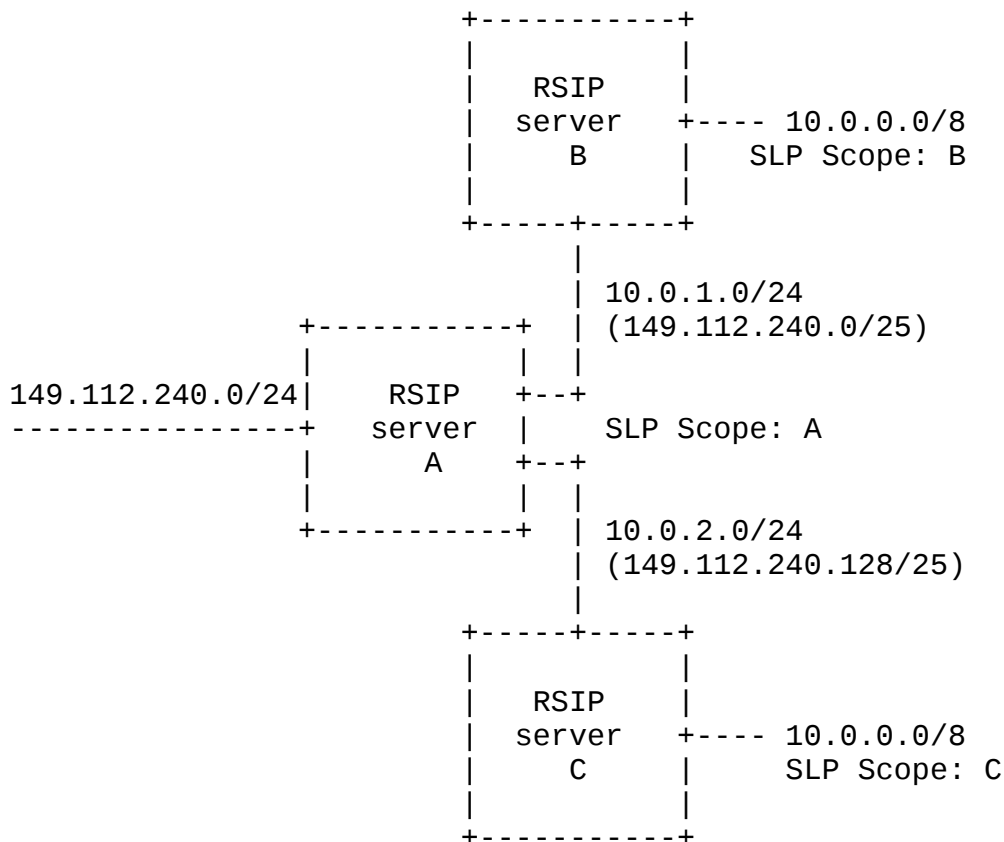 RSIP
server
B
10.0.0.0/8
SLP Scope: B
10.0.1.0/24
(149.112.240.0/25)
149.112.240.0/24
RSIP
server
A
SLP Scope: A
10.0.2.0/24
(149.112.240.128/25)
RSIP
server
C
10.0.0.0/8
SLP Scope: C